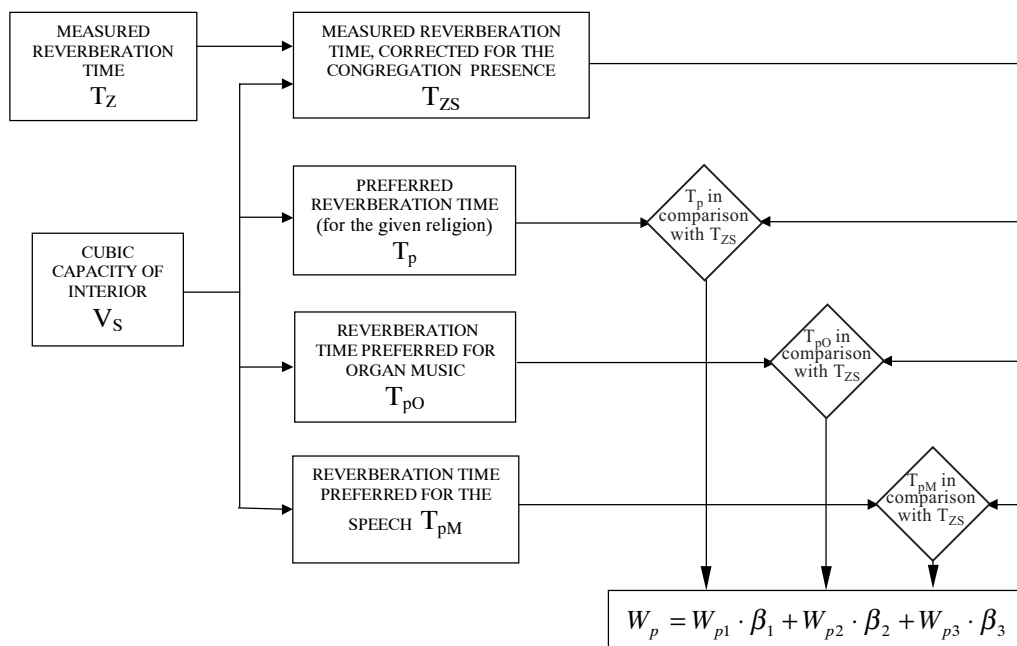 MEASURED
REVERBERATION
TIME
T_Z
MEASURED REVERBERATION
TIME, CORRECTED FOR THE
CONGREGATION PRESENCE
T_ZS
PREFERRED
REVERBERATION TIME
(for the given religion)
T_p
T_p in
comparison
with T_ZS
CUBIC
CAPACITY OF
INTERIOR
V_S
REVERBERATION
TIME PREFERRED FOR
ORGAN MUSIC
T_pO
T_pO in
comparison
with T_ZS
REVERBERATION TIME
PREFERRED FOR THE
SPEECH T_pM
T_pM in
comparison
with T_ZS
W_p = W_p1 · β_1 + W_p2 · β_2 + W_p3 · β_3